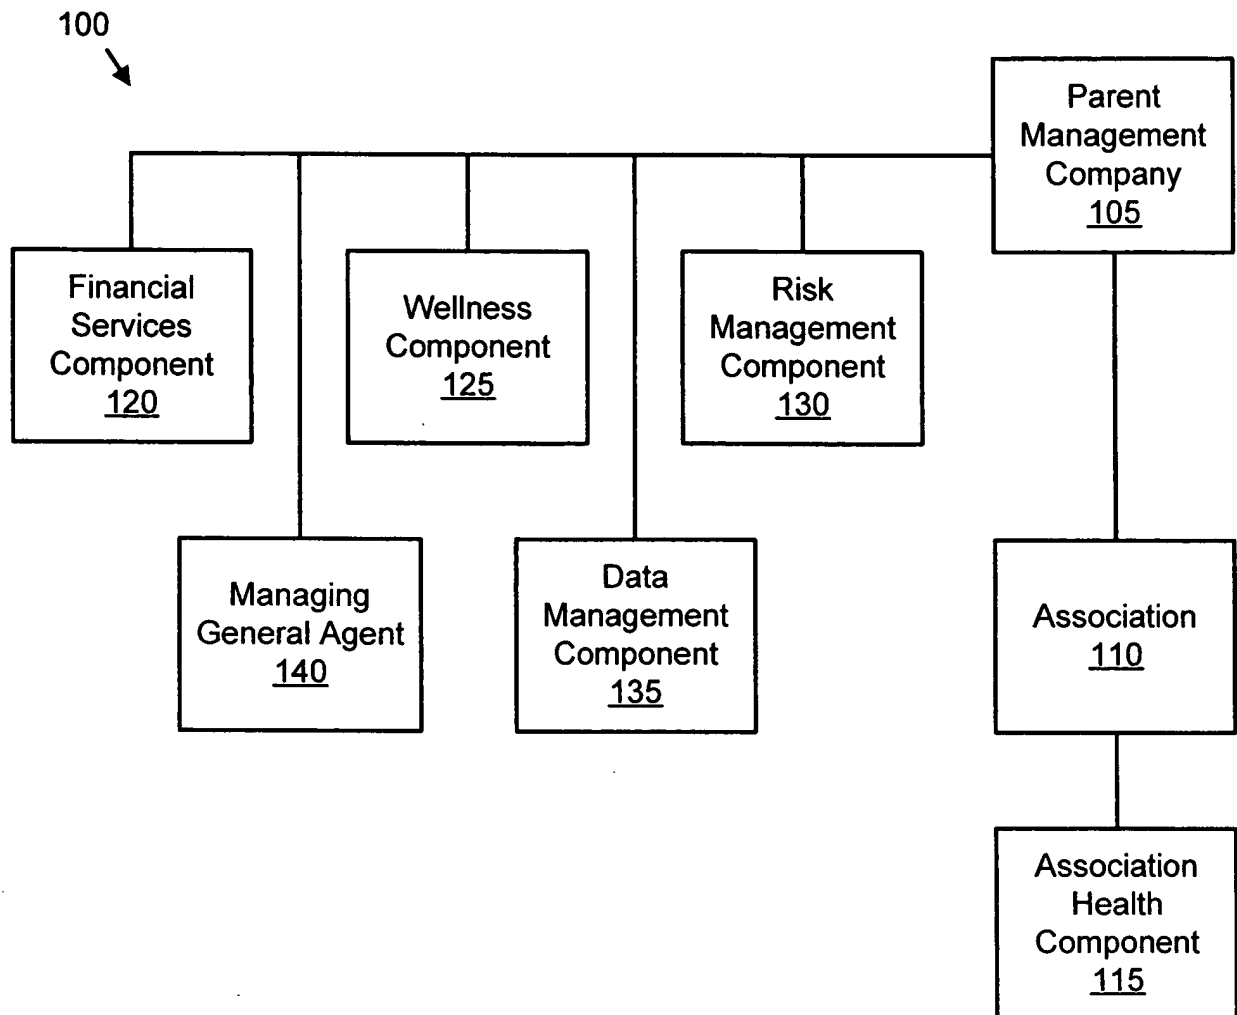 100
Parent
Management
Company
105
Financial
Services
Component
120
Wellness
Component
125
Risk
Management
Component
130
Managing
General Agent
140
Data
Management
Component
135
Association
110
Association
Health
Component
115